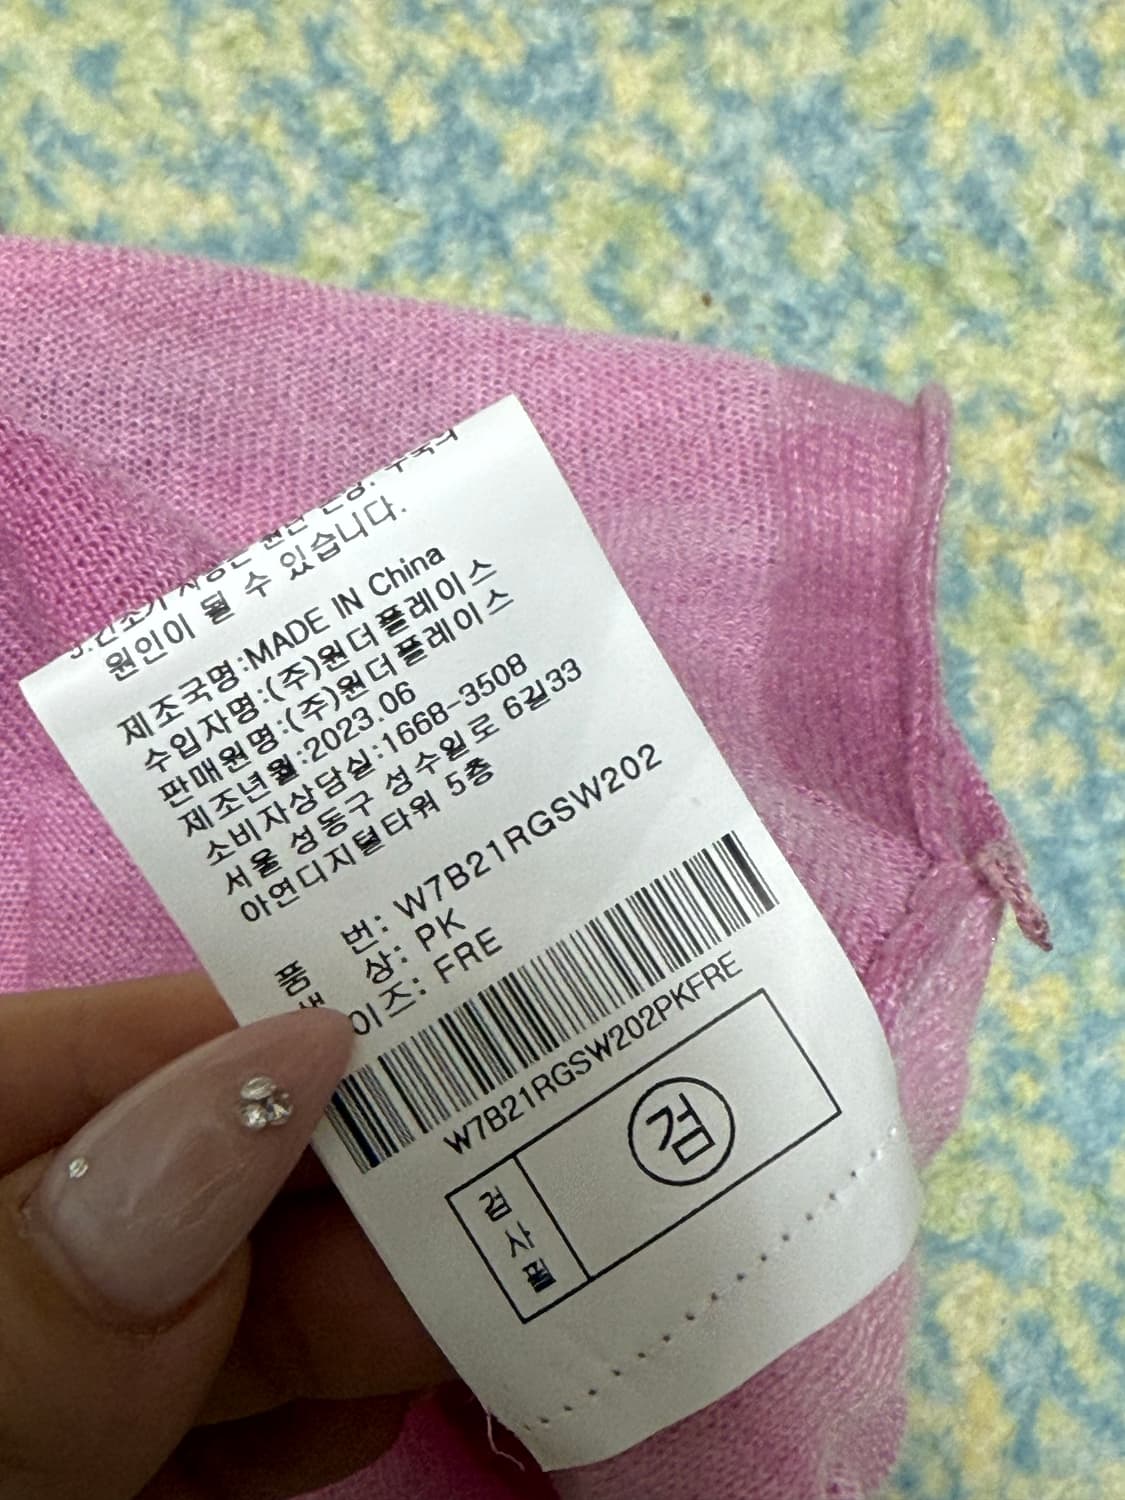 원인이 될 수 있습니다.
제조국명:MADE IN China
수입자명:(주)원더플레이스
판매원명:(주)원더플레이스
제조년월:2023.06
소비자상담실:1668-3508
서울 성동구 성수일로 6길33
아연디지털타워 5층
품 번: W7B21RGSW202
상: PK
이즈: FRE
W7B21RGSW202PKFRE
검사필
검